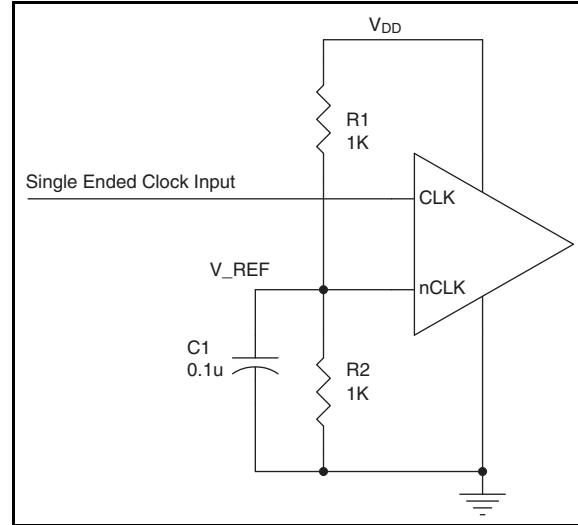 VDD
R1
1K
Single Ended Clock Input
CLK
V_REF
nCLK
C1
0.1u
R2
1K